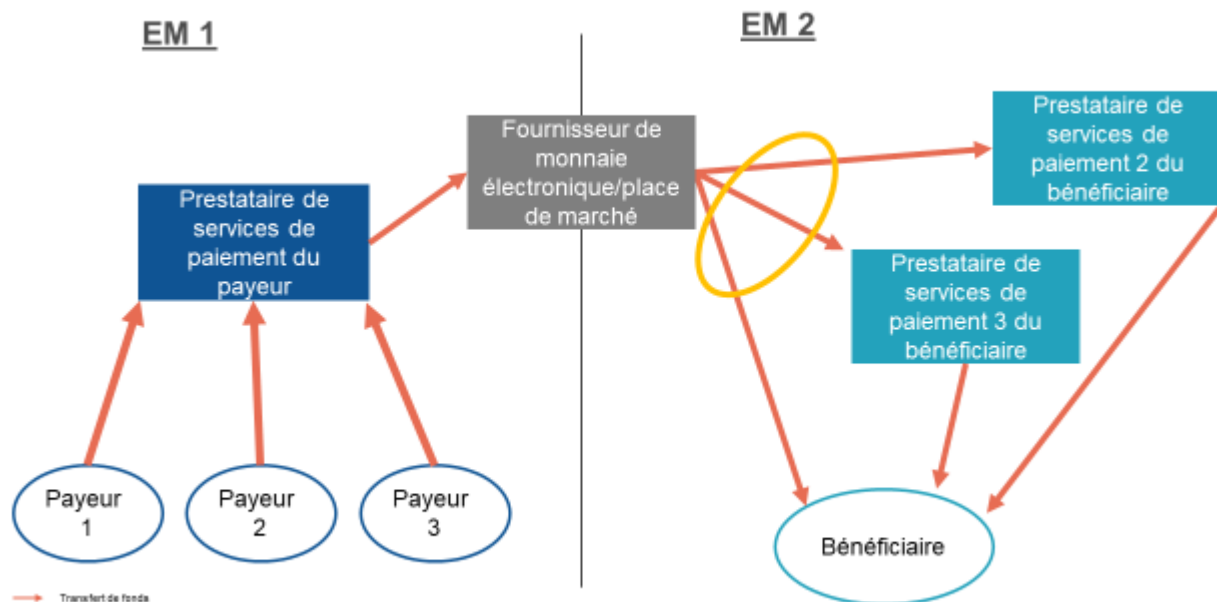 EM 1
EM 2
Fournisseur de
monnaie
électronique/place
de marché
Prestataire de
services de
paiement 2 du
bénéficiaire
Prestataire de
services de
paiement du
payeur
Prestataire de
services de
paiement 3 du
bénéficiaire
Payeur
1
Payeur
2
Payeur
3
Bénéficiaire
Transfert de fonds